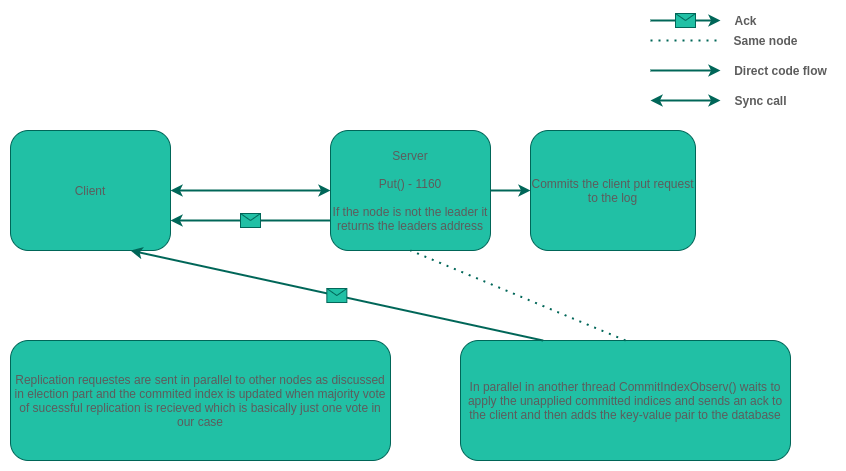 Ack
Same node
Direct code flow
Sync call
Client
Server
Put() - 1160
If the node is not the leader it
returns the leaders address
Commits the client put request
to the log
Replication requestes are sent in parallel to other nodes as discussed
in election part and the commited index is updated when majority vote
of sucessful replication is recieved which is basically just one vote in
our case
In parallel in another thread CommitIndexObserv() waits to
apply the unapplied committed indices and sends an ack to
the client and then adds the key-value pair to the database